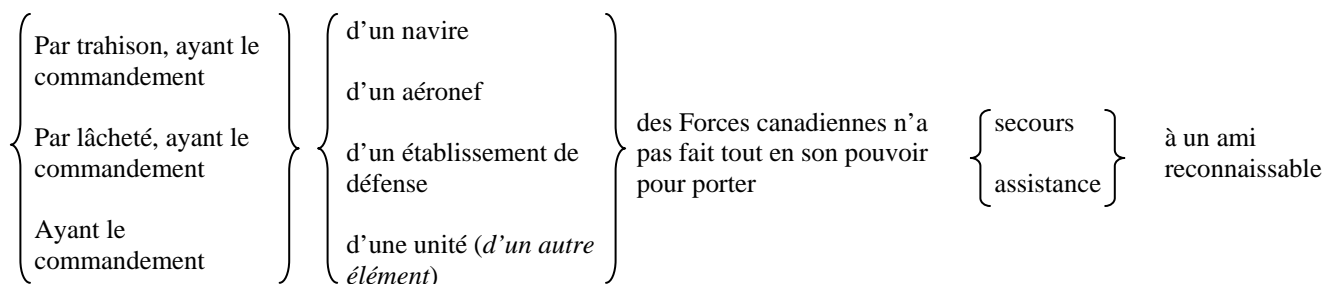 Par trahison, ayant le
commandement
Par lâcheté, ayant le
commandement
Ayant le
commandement
d’un navire
d’un aéronef
d’un établissement de
défense
d’une unité (d’un autre
élément)
des Forces canadiennes n’a
pas fait tout en son pouvoir
pour porter
secours
assistance
à un ami
reconnaissable